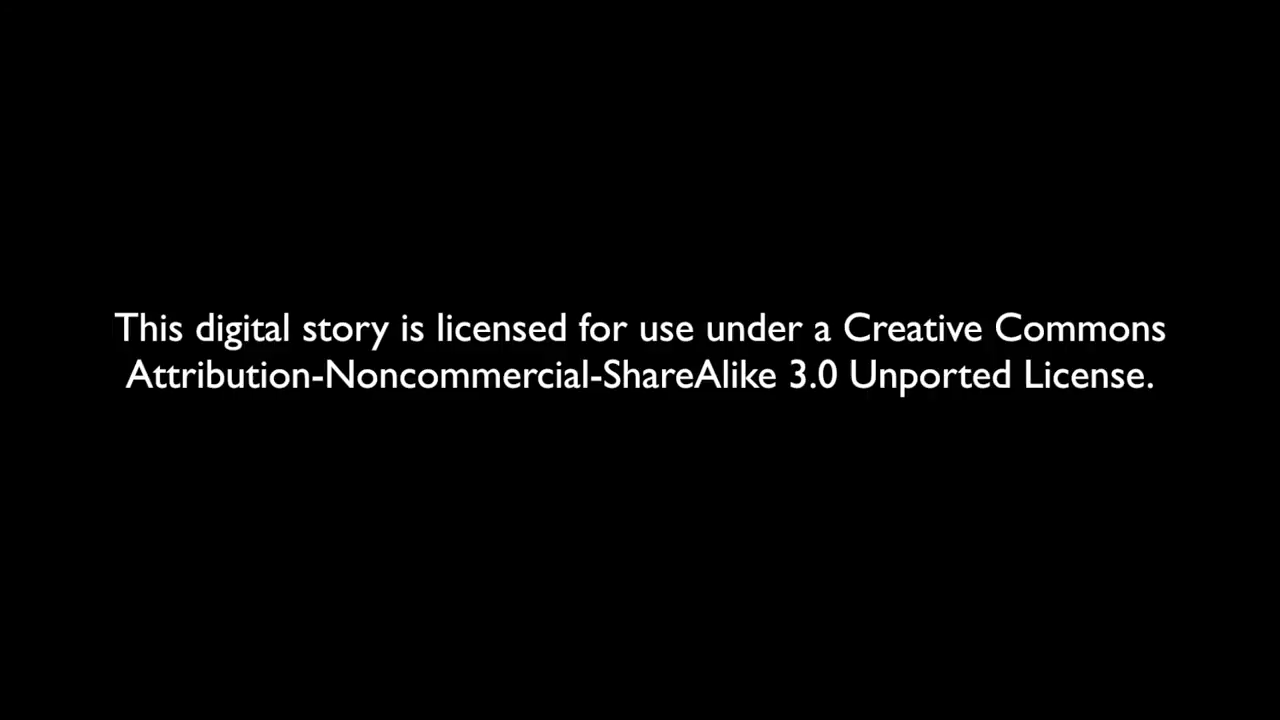 This digital story is licensed for use under a Creative Commons
Attribution-Noncommercial-ShareAlike 3.0 Unported License.